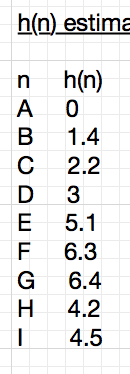 h(n) estima
n h(n)
A 0
B 1.4
C 2.2
D 3
E 5.1
F 6.3
G 6.4
H 4.2
I 4.5